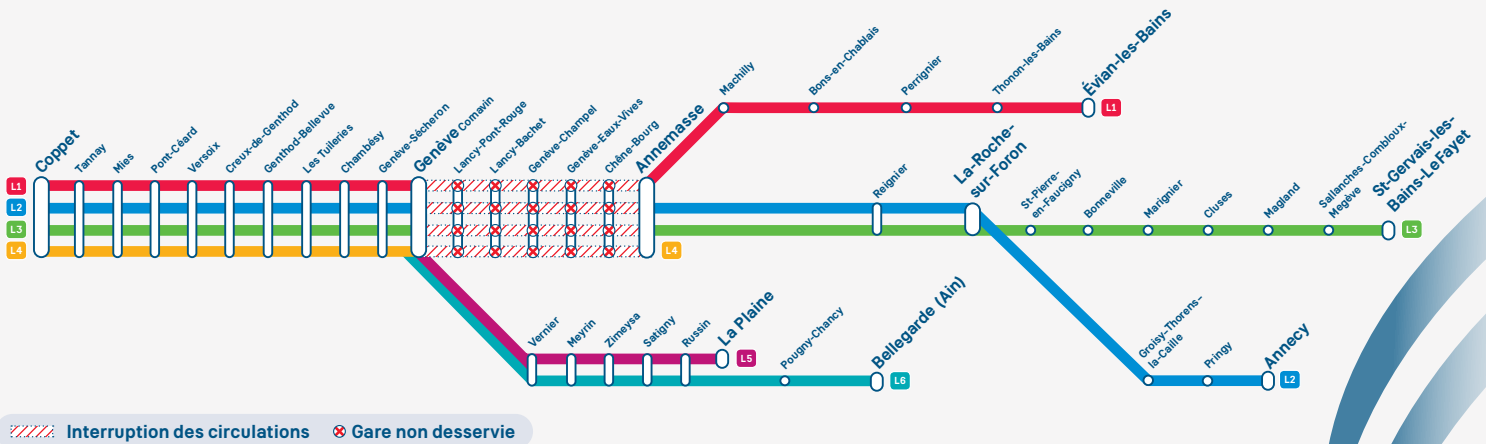 L1
L2
L3
L4
Coppet
Tannay
Mies
Pont-Céard
Versoix
Creux-de-Genthod
Genthod-Bellevue
Les Tuileries
Chambésy
Genève-Sécheron
Genève Cornavin
Lancy-Pont-Rouge
Lancy-Bachet
Genève-Champel
Genève-Eaux-Vives
Chêne-Bourg
Annemasse
L4
Machilly
Bons-en-Chablais
Perrignier
Thonon-les-Bains
Évian-les-Bains
L1
Reignier
La-Roche-
sur-Foron
St-Pierre-
en-Faucigny
Bonneville
Marignier
Cluses
Magland
Sallanches-Combloux-
Megève
St-Gervais-les-
Bains-LeFayet
L3
Vernier
Meyrin
Zimeysa
Satigny
Russin
La Plaine
L5
Pougny-Chancy
Bellegarde (Ain)
L6
Groisy-Thorens-
la-Caille
Pringy
Annecy
L2
Interruption des circulations
Gare non desservie